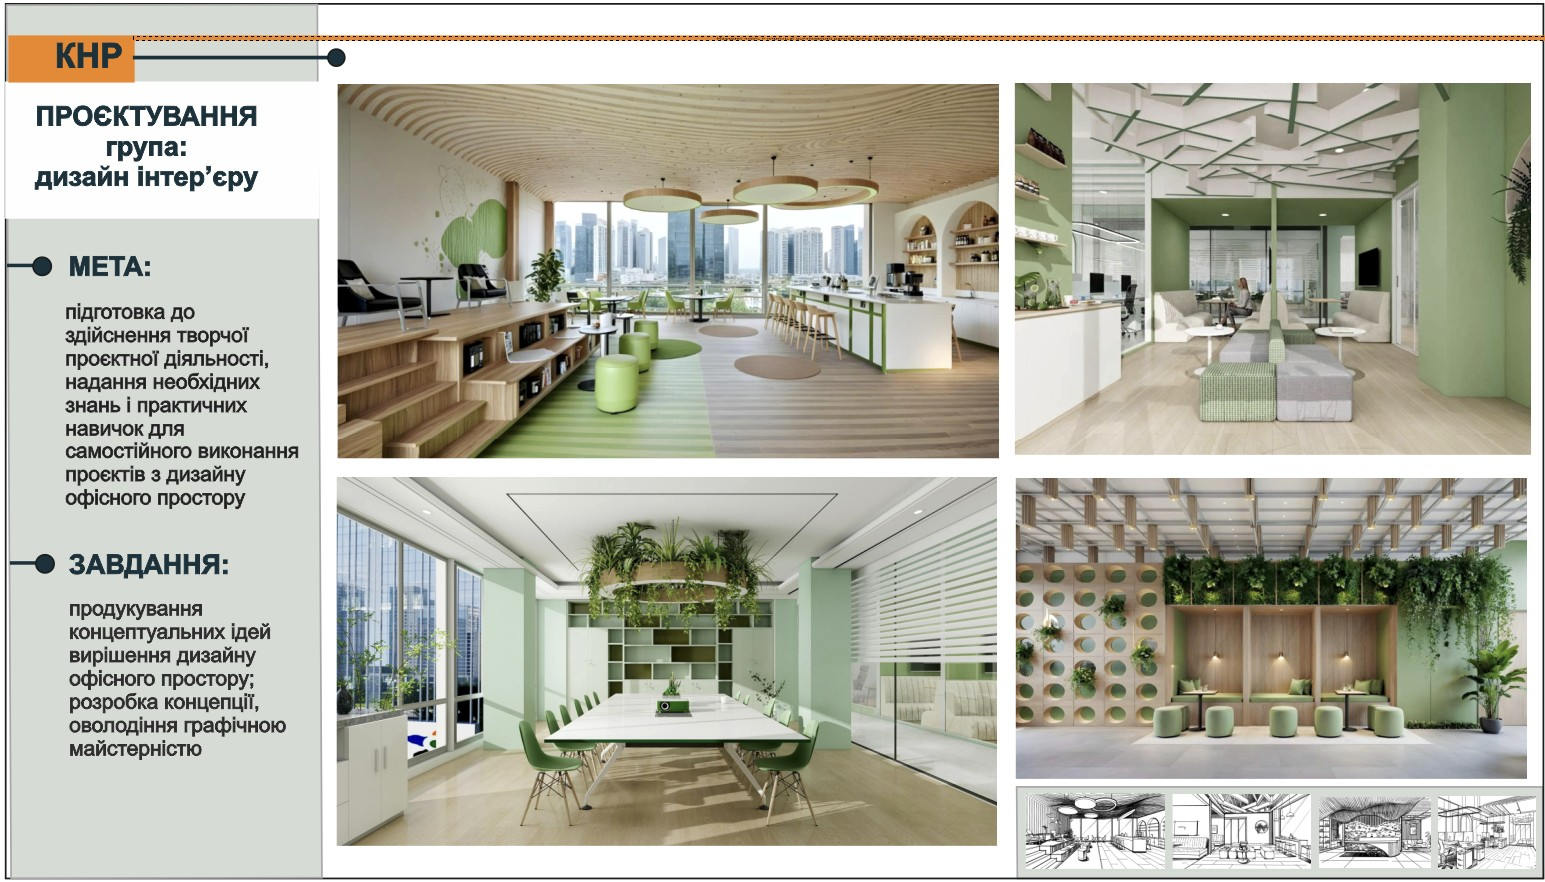 КНР
ПРОЄКТУВАННЯ
група:
дизайн інтер’єру
МЕТА:
підготовка до
здійснення творчої
проєктної діяльності,
надання необхідних
знань і практичних
навичок для
самостійного виконання
проєктів з дизайну
офісного простору
ЗАВДАННЯ:
продукування
концептуальних ідей
вирішення дизайну
офісного простору;
розробка концепції,
оволодіння графічною
майстерністю